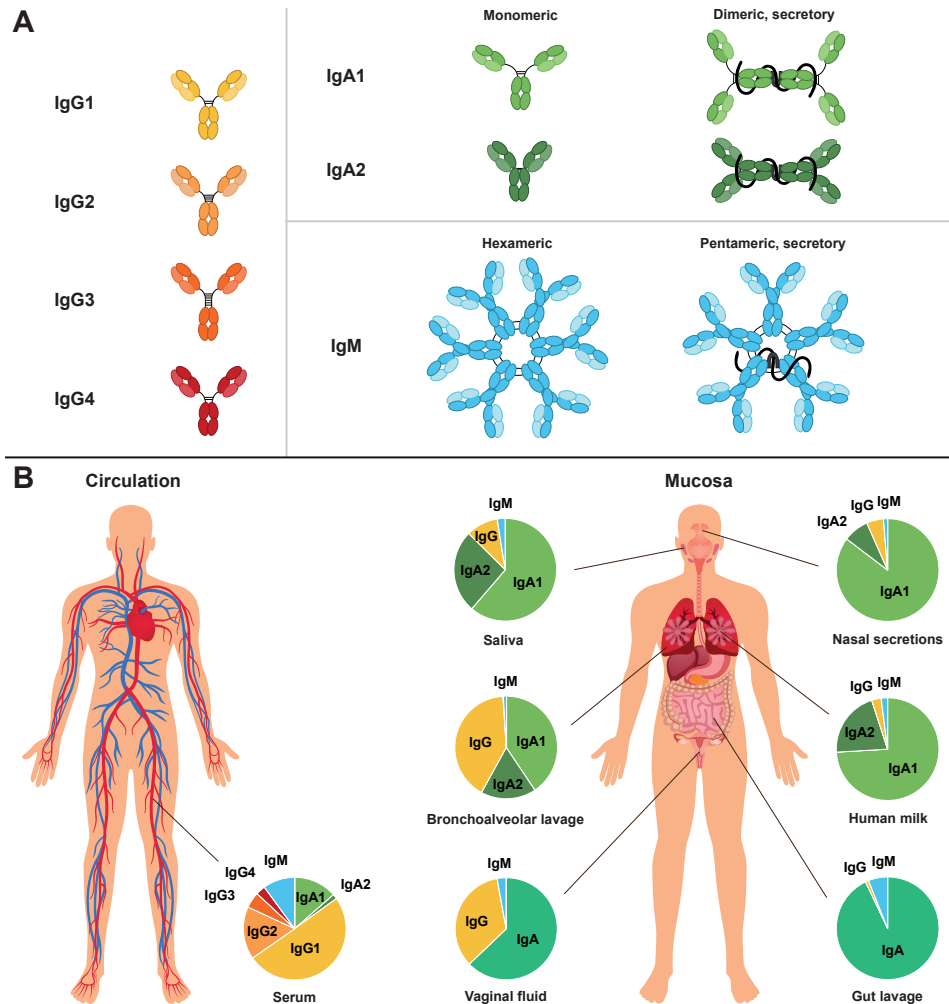 A
IgG1
IgG2
IgG3
IgG4
Monomeric
Dimeric, secretory
IgA1
IgA2
Hexameric
Pentameric, secretory
IgM
B
Circulation
Mucosa
IgM
IgG
IgA2
IgA1
Saliva
IgM
IgG
IgA2
IgA1
Nasal secretions
IgM
IgG
IgA1
IgA2
Bronchoalveolar lavage
IgM
IgG
IgA2
IgA1
Human milk
IgM
IgG4
IgG3
IgA2
IgA1
IgG2
IgG1
Serum
IgM
IgG
IgA
Vaginal fluid
IgM
IgG
IgA
Gut lavage